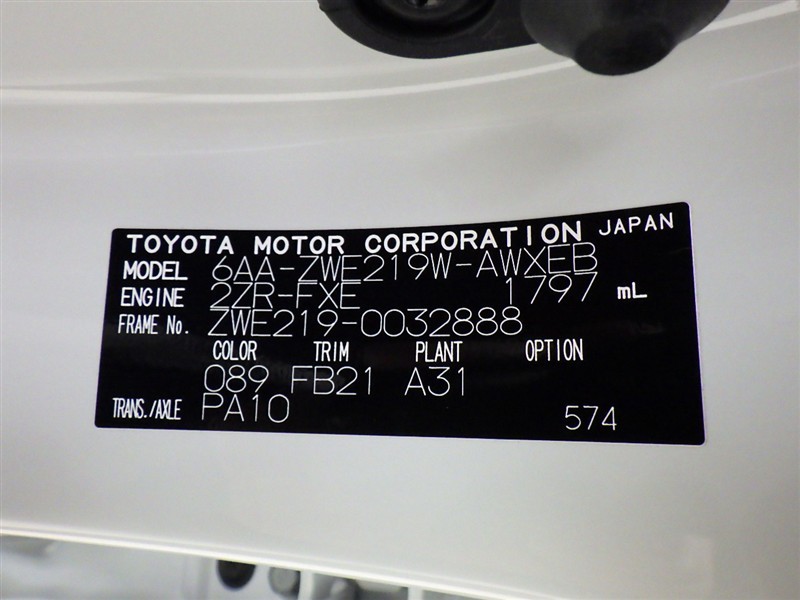 TOYOTA MOTOR CORPORATION JAPAN
MODEL 6AA-ZWE219W-AWXEB
ENGINE 2ZR-FXE 1797 mL
FRAME No. ZWE219-0032888
COLOR TRIM PLANT OPTION
089 FB21 A31
TRANS./AXLE PA10 574